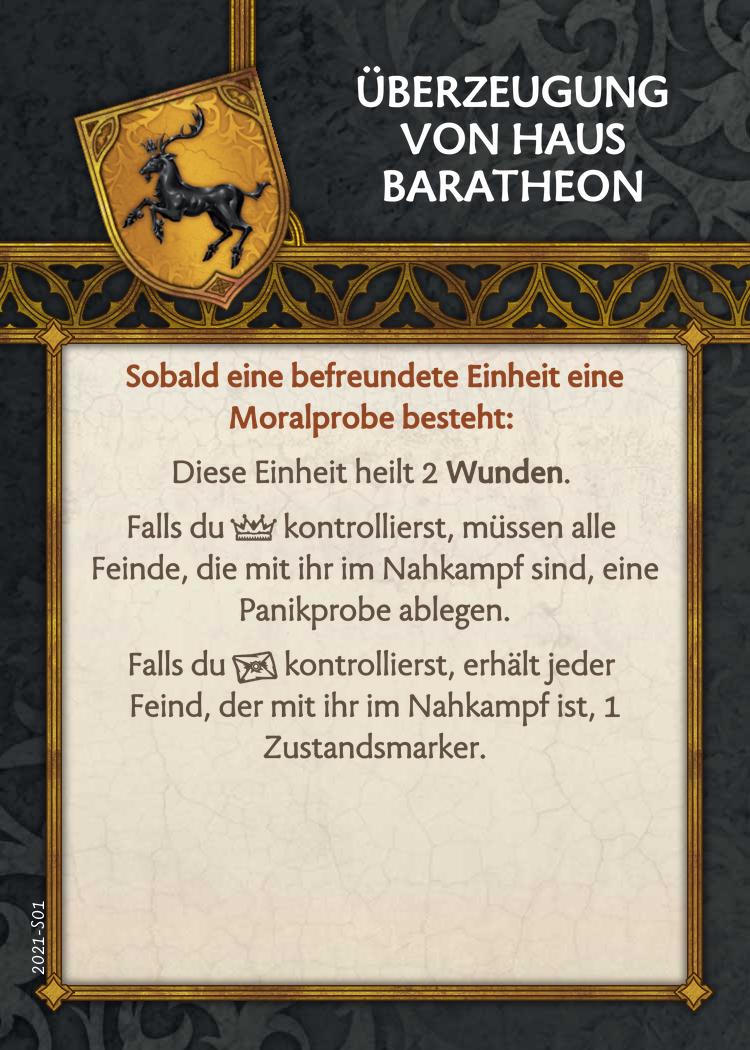 ÜBERZEUGUNG
VON HAUS
BARATHEON
Sobald eine befreundete Einheit eine
Moralprobe besteht:
Diese Einheit heilt 2 Wunden.
Falls du kontrollierst, müssen alle
Feinde, die mit ihr im Nahkampf sind, eine
Panikprobe ablegen.
Falls du kontrollierst, erhält jeder
Feind, der mit ihr im Nahkampf ist, 1
Zustandsmarker.
2021-S01